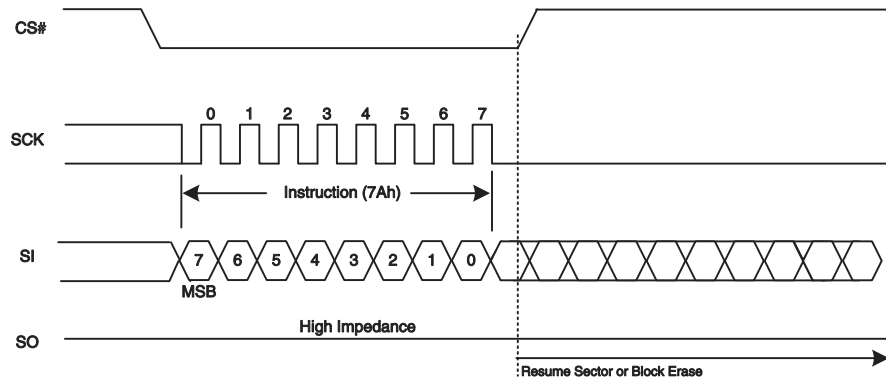 CS#
0 1 2 3 4 5 6 7
SCK
Instruction (7Ah)
SI
7 6 5 4 3 2 1 0
MSB
High Impedance
SO
Resume Sector or Block Erase